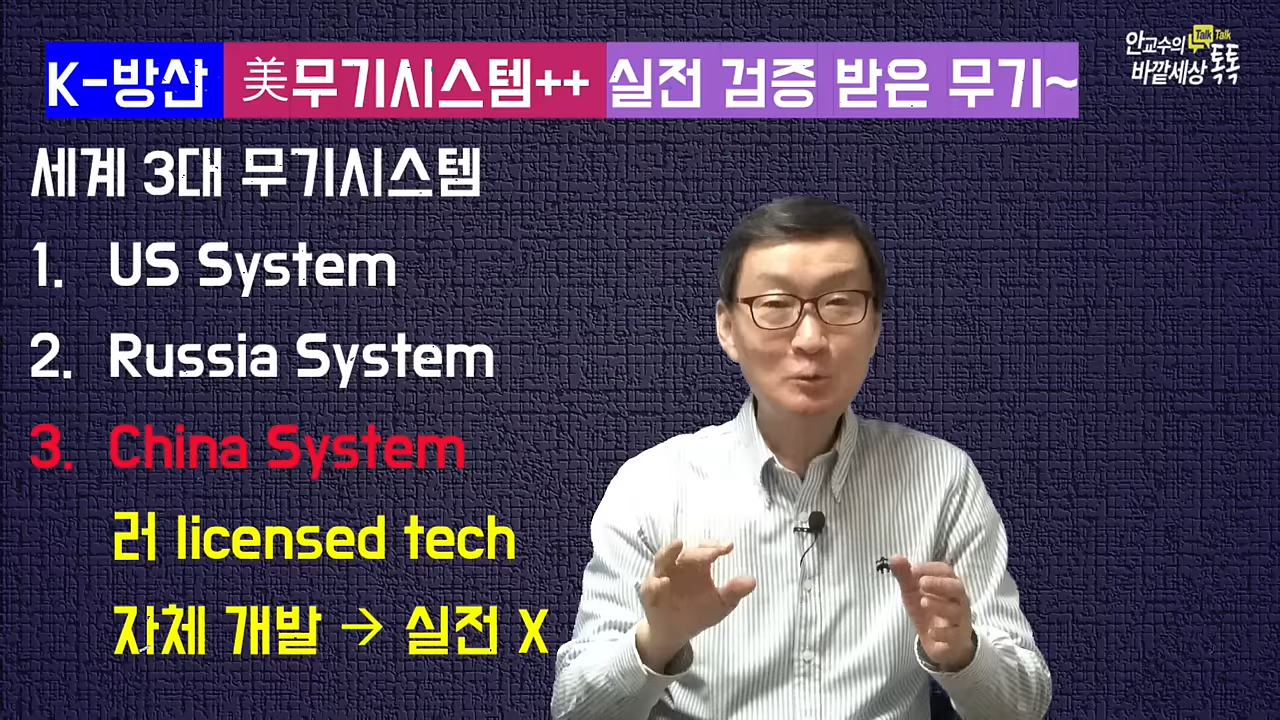 K-방산 美무기시스템++ 실전 검증 받은 무기~
안교수의 Talk Talk
바깥세상 톡톡
세계 3대 무기시스템
1. US System
2. Russia System
3. China System
러 licensed tech
자체 개발 → 실전 X